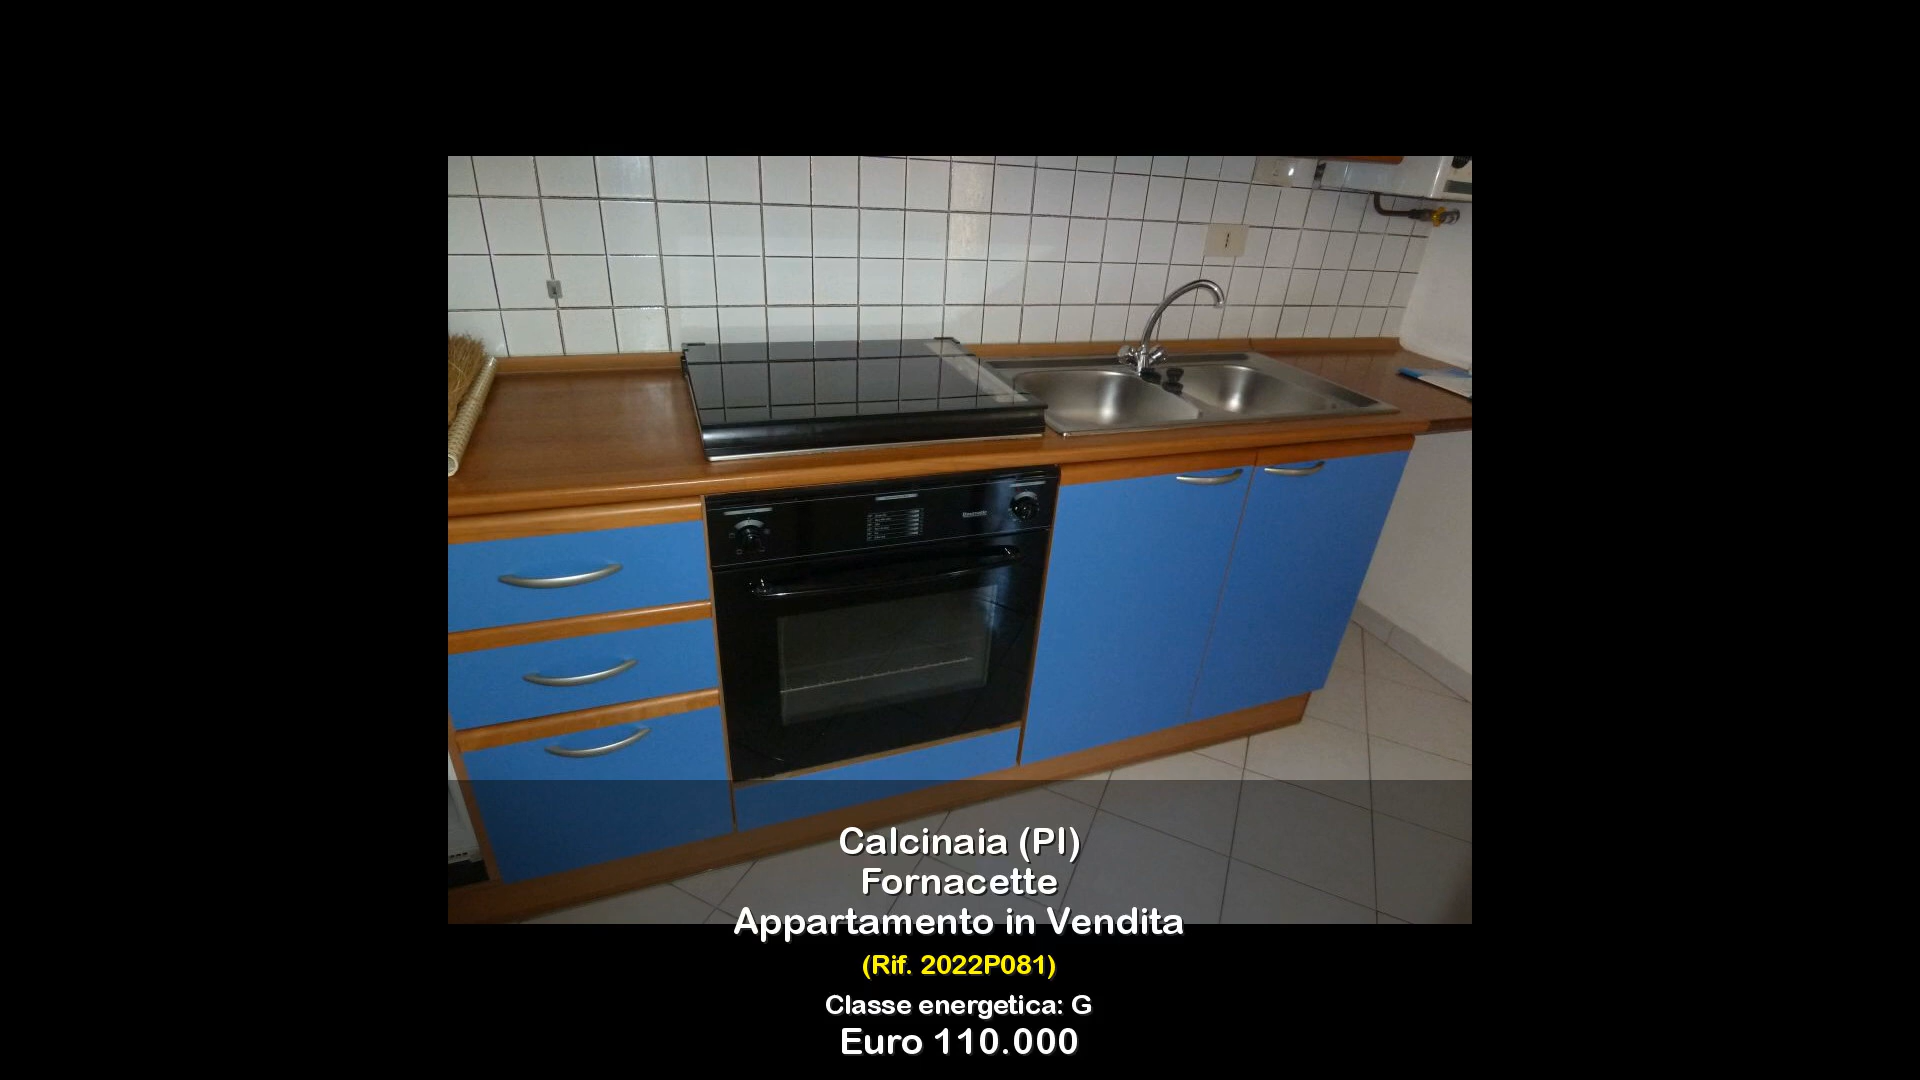 Calcinaia (PI)
Fornacette
Appartamento in Vendita
(Rif. 2022P081)
Classe energetica: G
Euro 110.000